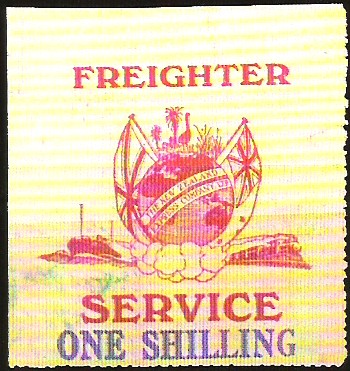 FREIGHTER
THE NEW ZEALAND
EXPRESS COMPANY LTD
SERVICE
ONE SHILLING